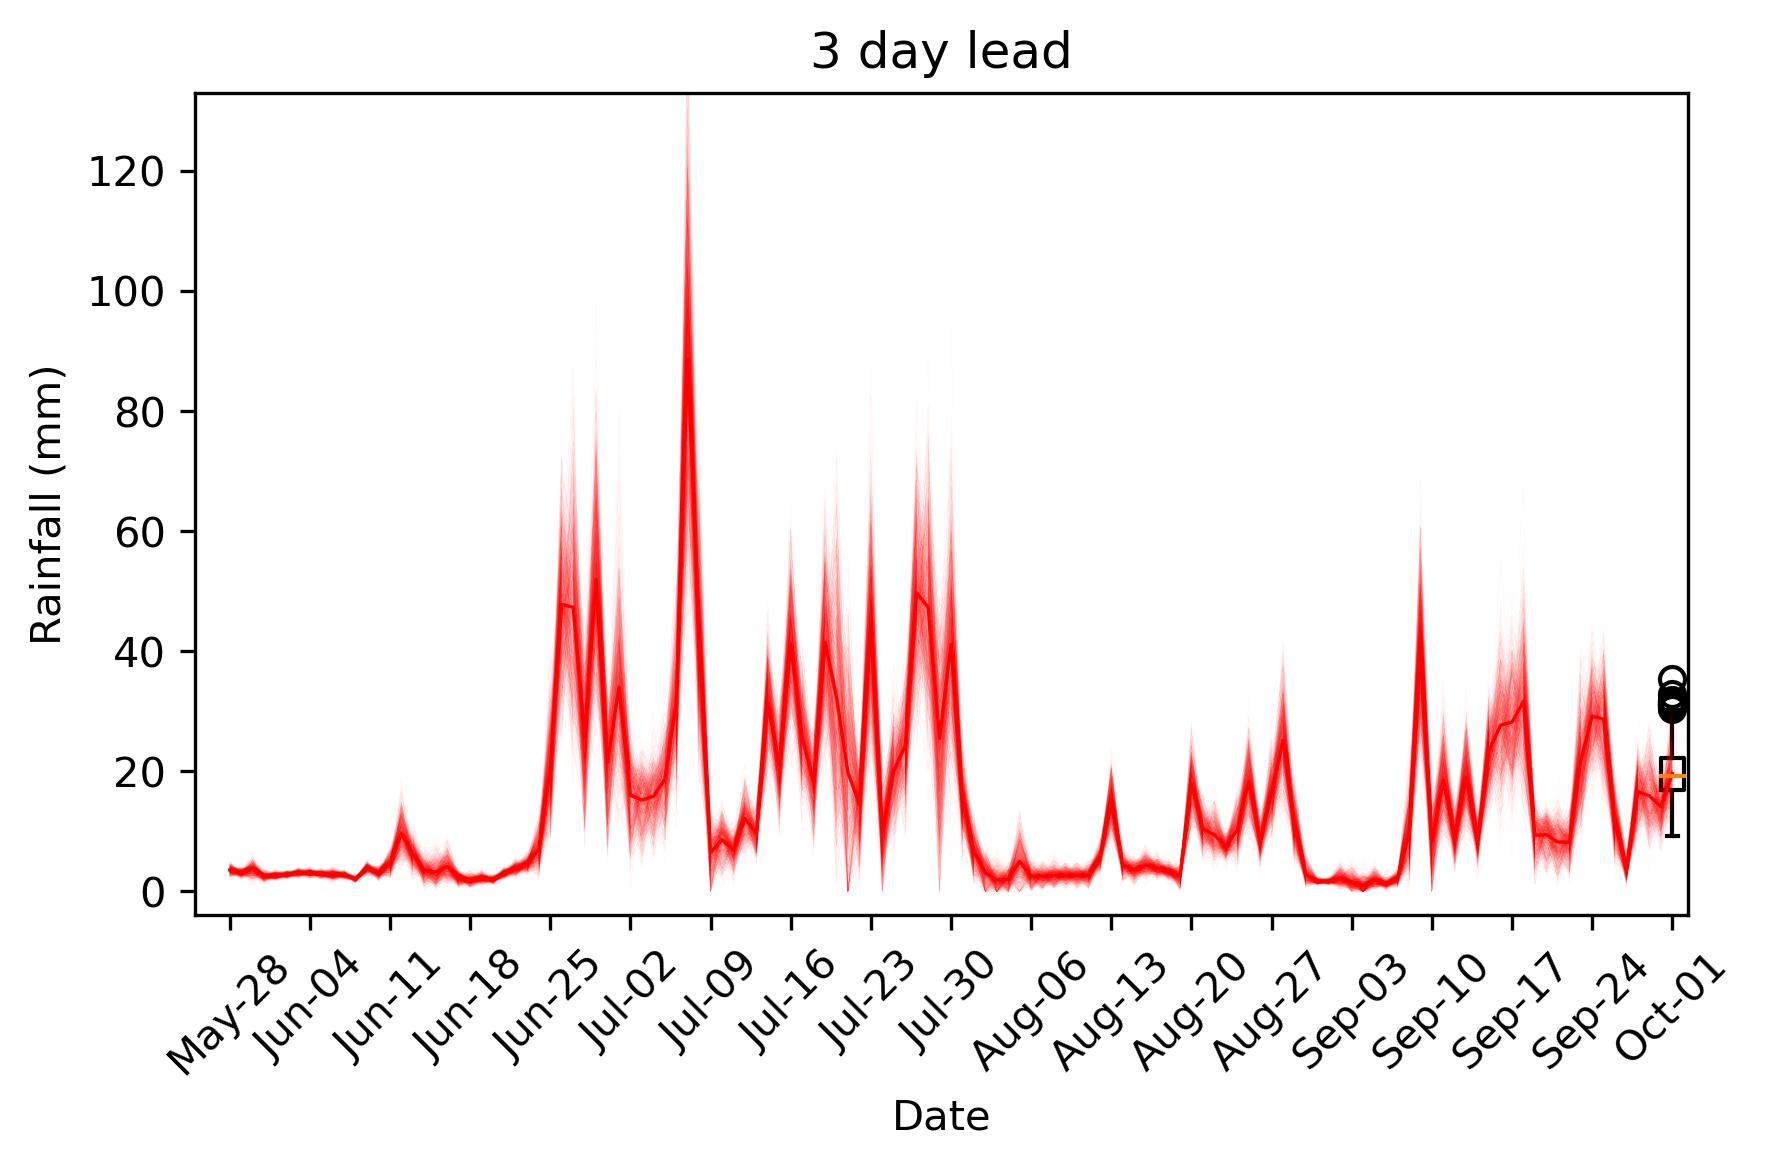 3 day lead
120
100
80
60
40
20
0
Rainfall (mm)
May-28
Jun-04
Jun-11
Jun-18
Jun-25
Jul-02
Jul-09
Jul-16
Jul-23
Jul-30
Aug-06
Aug-13
Aug-20
Aug-27
Sep-03
Sep-10
Sep-17
Sep-24
Oct-01
Date